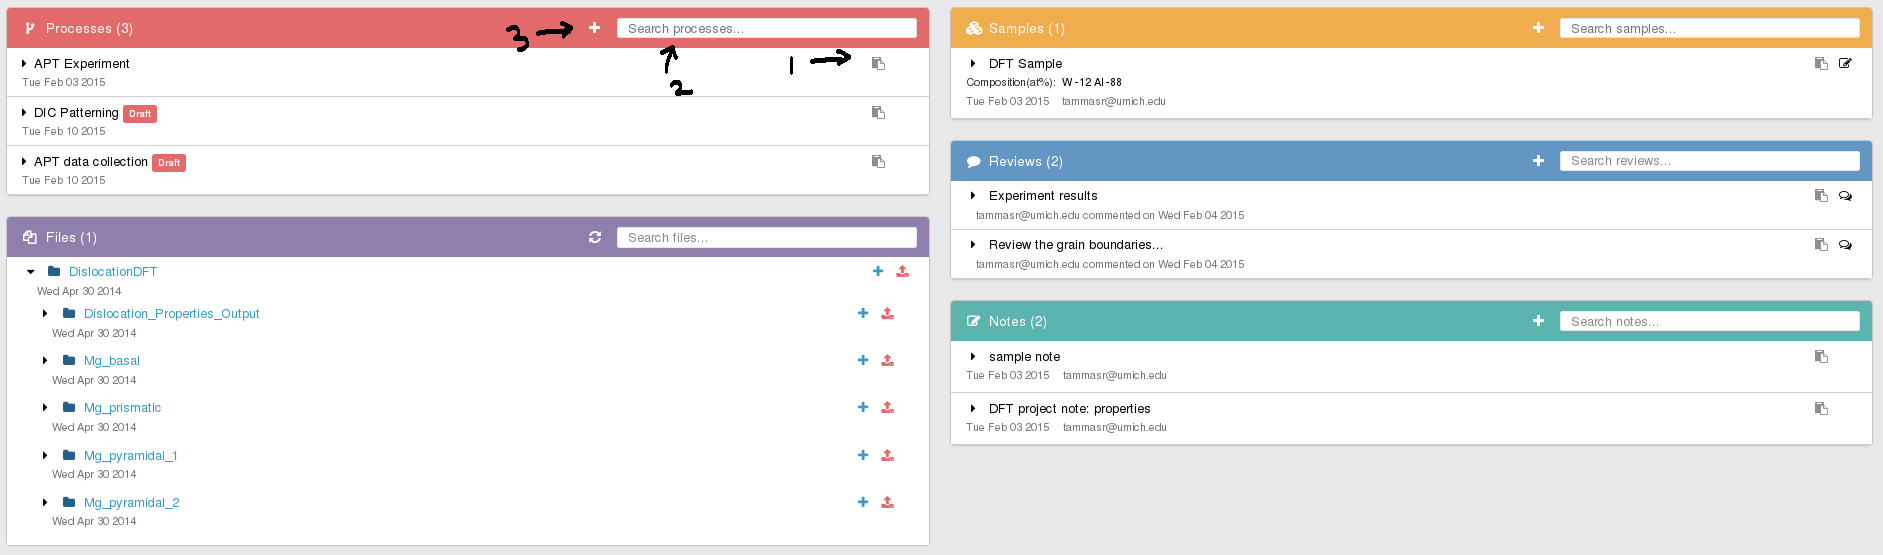 Processes (3)
3
Search processes...
APT Experiment
1
Tue Feb 03 2015
2
DIC Patterning Draft
Tue Feb 10 2015
APT data collection Draft
Tue Feb 10 2015
Files (1)
Search files...
DislocationDFT
Wed Apr 30 2014
Dislocation_Properties_Output
Wed Apr 30 2014
Mg_basal
Wed Apr 30 2014
Mg_prismatic
Wed Apr 30 2014
Mg_pyramidal_1
Wed Apr 30 2014
Mg_pyramidal_2
Wed Apr 30 2014
Samples (1)
Search samples...
DFT Sample
Composition(at%): W -12 Al -88
Tue Feb 03 2015 tammasr@umich.edu
Reviews (2)
Search reviews...
Experiment results
tammasr@umich.edu commented on Wed Feb 04 2015
Review the grain boundaries...
tammasr@umich.edu commented on Wed Feb 04 2015
Notes (2)
Search notes...
sample note
Tue Feb 03 2015 tammasr@umich.edu
DFT project note: properties
Tue Feb 03 2015 tammasr@umich.edu